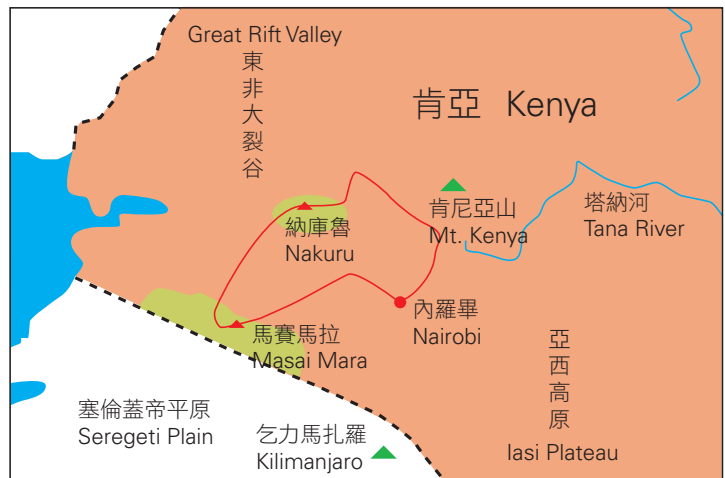 Great Rift Valley
東非大裂谷
肯亞 Kenya
肯尼亞山
Mt. Kenya
塔納河
Tana River
納庫魯
Nakuru
內羅畢
Nairobi
馬賽馬拉
Masai Mara
亞西高原
Iasi Plateau
塞倫蓋帝平原
Seregeti Plain
乞力馬扎羅
Kilimanjaro